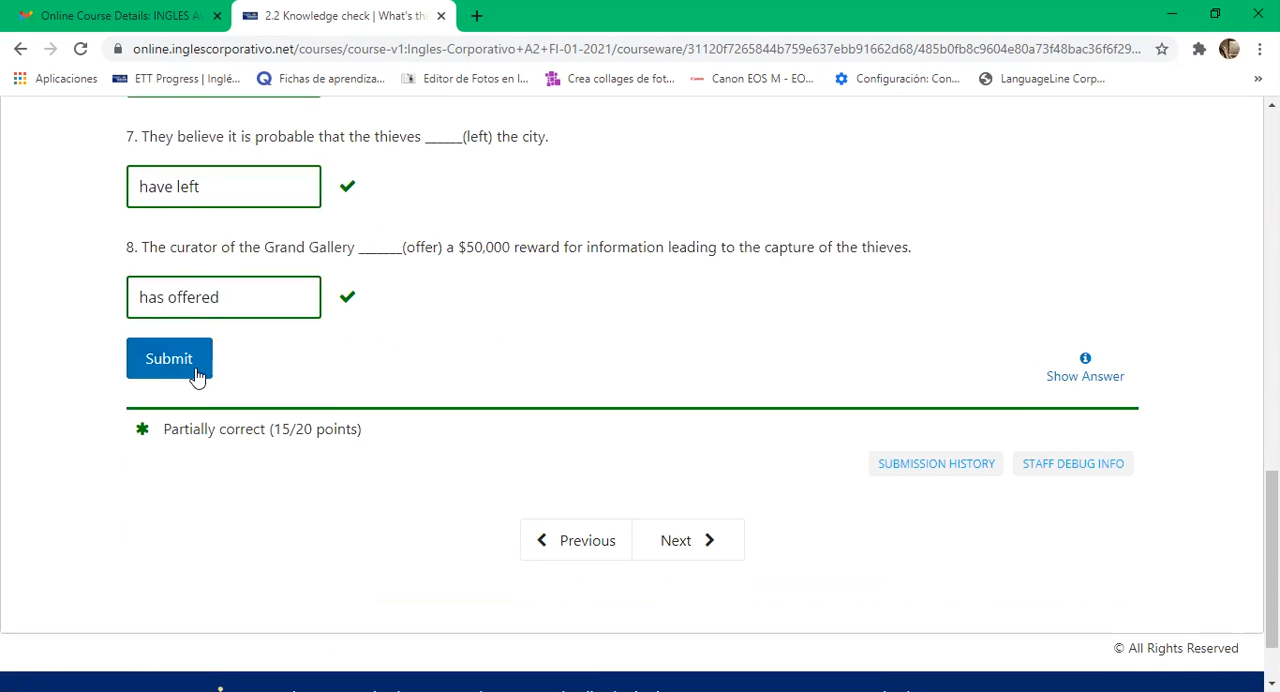 Online Course Details: INGLES A
2.2 Knowledge check | What's the
online.inglescorporativo.net/courses/course-v1:Ingles-Corporativo+A2+FI-01-2021/courseware/31120f7265844b759e637ebb91662d68/485b0fb8c9604e80a73f48bac36f6f29...
Aplicaciones
ETT Progress | Inglé...
Fichas de aprendiza...
Editor de Fotos en l...
Crea collages de fot...
Canon EOS M - EO...
Configuración: Con...
LanguageLine Corp...
»
7. They believe it is probable that the thieves ______(left) the city.
have left
8. The curator of the Grand Gallery _______(offer) a $50,000 reward for information leading to the capture of the thieves.
has offered
Submit
Show Answer
Partially correct (15/20 points)
SUBMISSION HISTORY
STAFF DEBUG INFO
Previous
Next
© All Rights Reserved